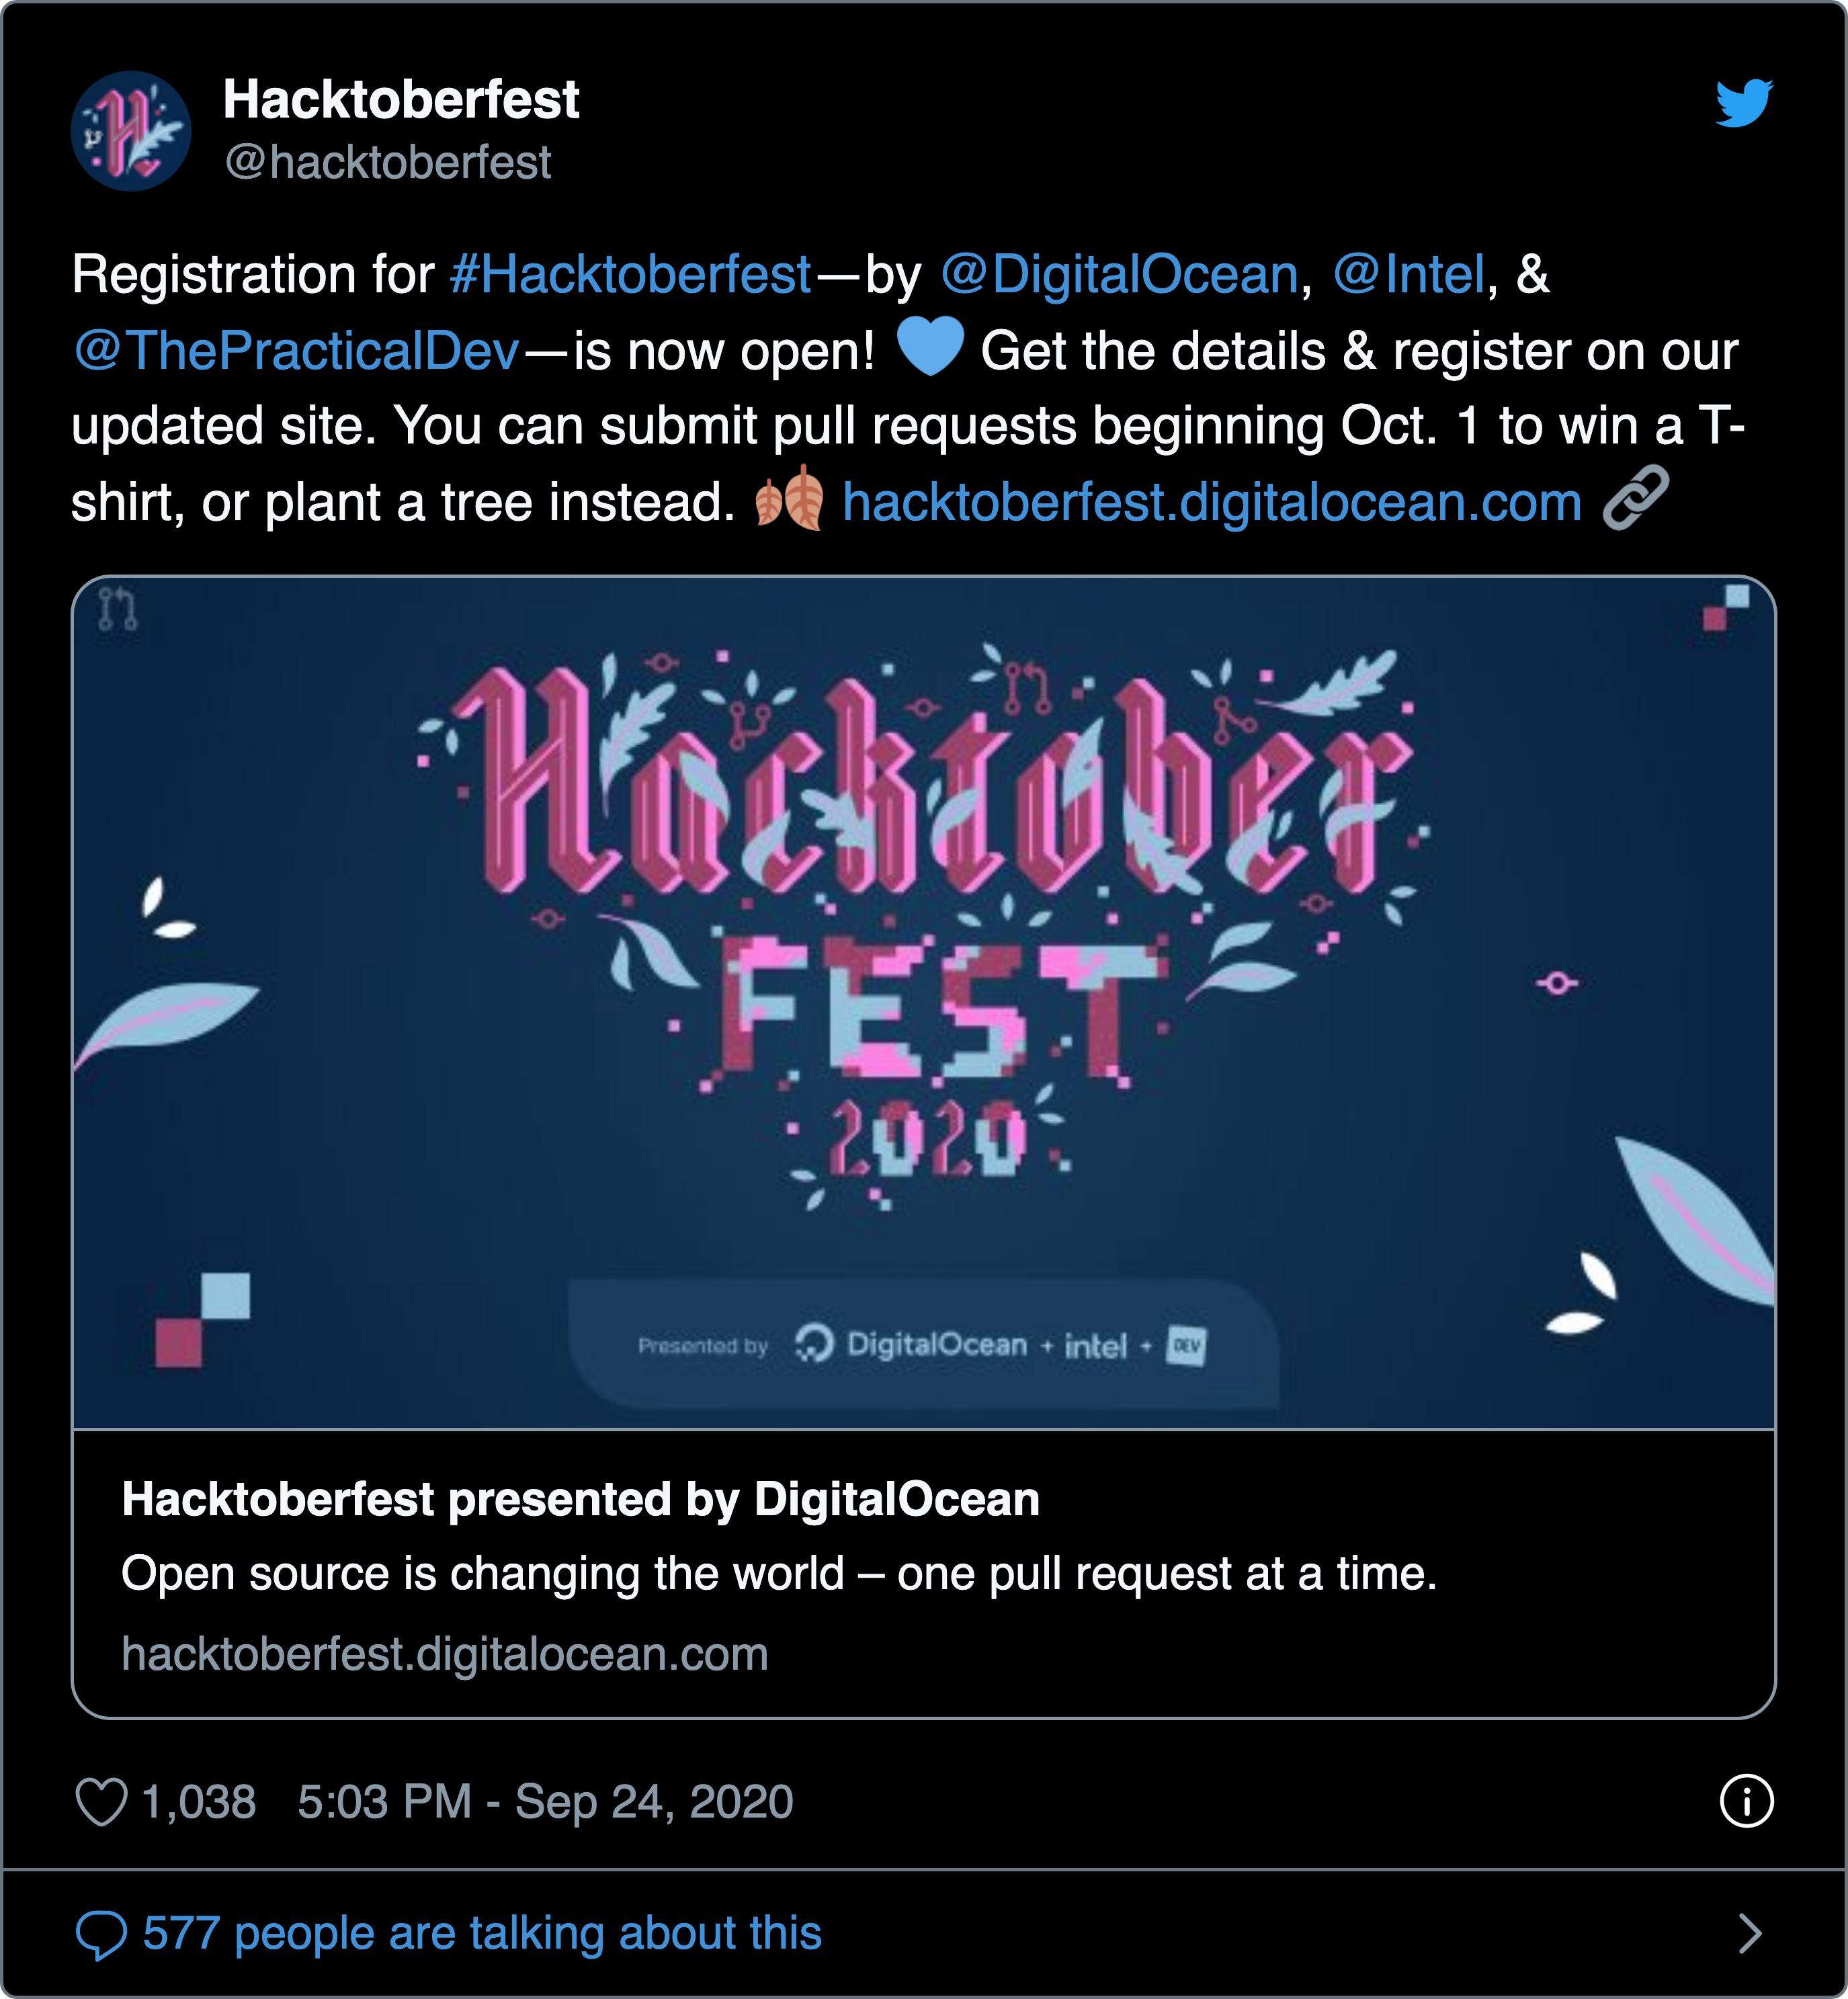 Hacktoberfest
@hacktoberfest
Registration for #Hacktoberfest—by @DigitalOcean, @Intel, &
@ThePracticalDev—is now open! 💙 Get the details & register on our
updated site. You can submit pull requests beginning Oct. 1 to win a T-
shirt, or plant a tree instead. 🍂 hacktoberfest.digitalocean.com 🔗
Hacktober
FEST
2020
Presented by DigitalOcean + intel + DEV
Hacktoberfest presented by DigitalOcean
Open source is changing the world – one pull request at a time.
hacktoberfest.digitalocean.com
1,038 5:03 PM - Sep 24, 2020
577 people are talking about this